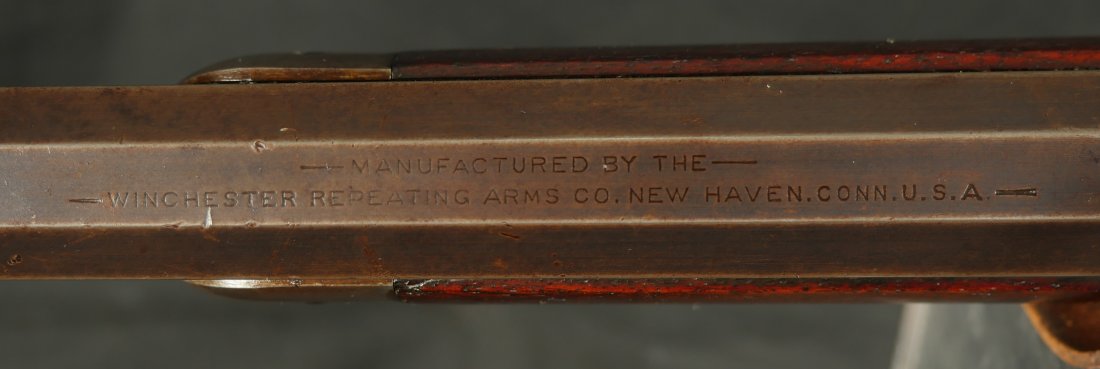 — MANUFACTURED BY THE —
— WINCHESTER REPEATING ARMS CO. NEW HAVEN. CONN. U.S.A. —